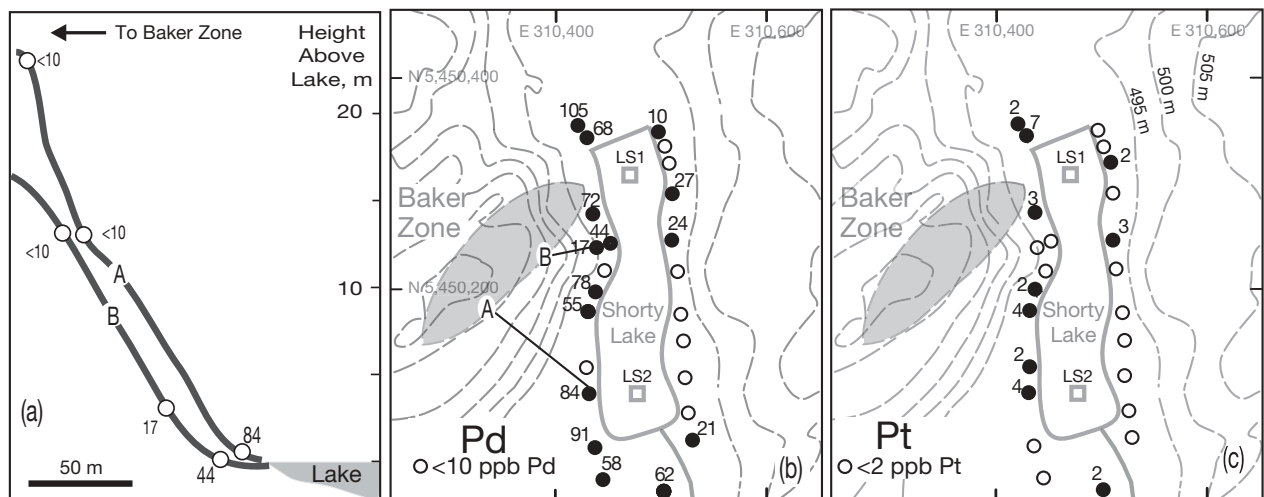 To Baker Zone
Height
Above
Lake, m
<10
20
<10
<10
A
10
B
(a)
17
84
44
50 m
Lake
E 310,400
E 310,600
N 5,450,400
105
68
10
LS1
27
Baker
Zone
72
44
24
17
B
N 5,450,200
78
A
55
Shorty
Lake
LS2
84
21
Pd
91
<10 ppb Pd
58
62
(b)
E 310,400
E 310,600
505 m
500 m
495 m
2
7
LS1
2
Baker
Zone
3
3
2
4
Shorty
Lake
2
LS2
4
Pt
<2 ppb Pt
2
(c)